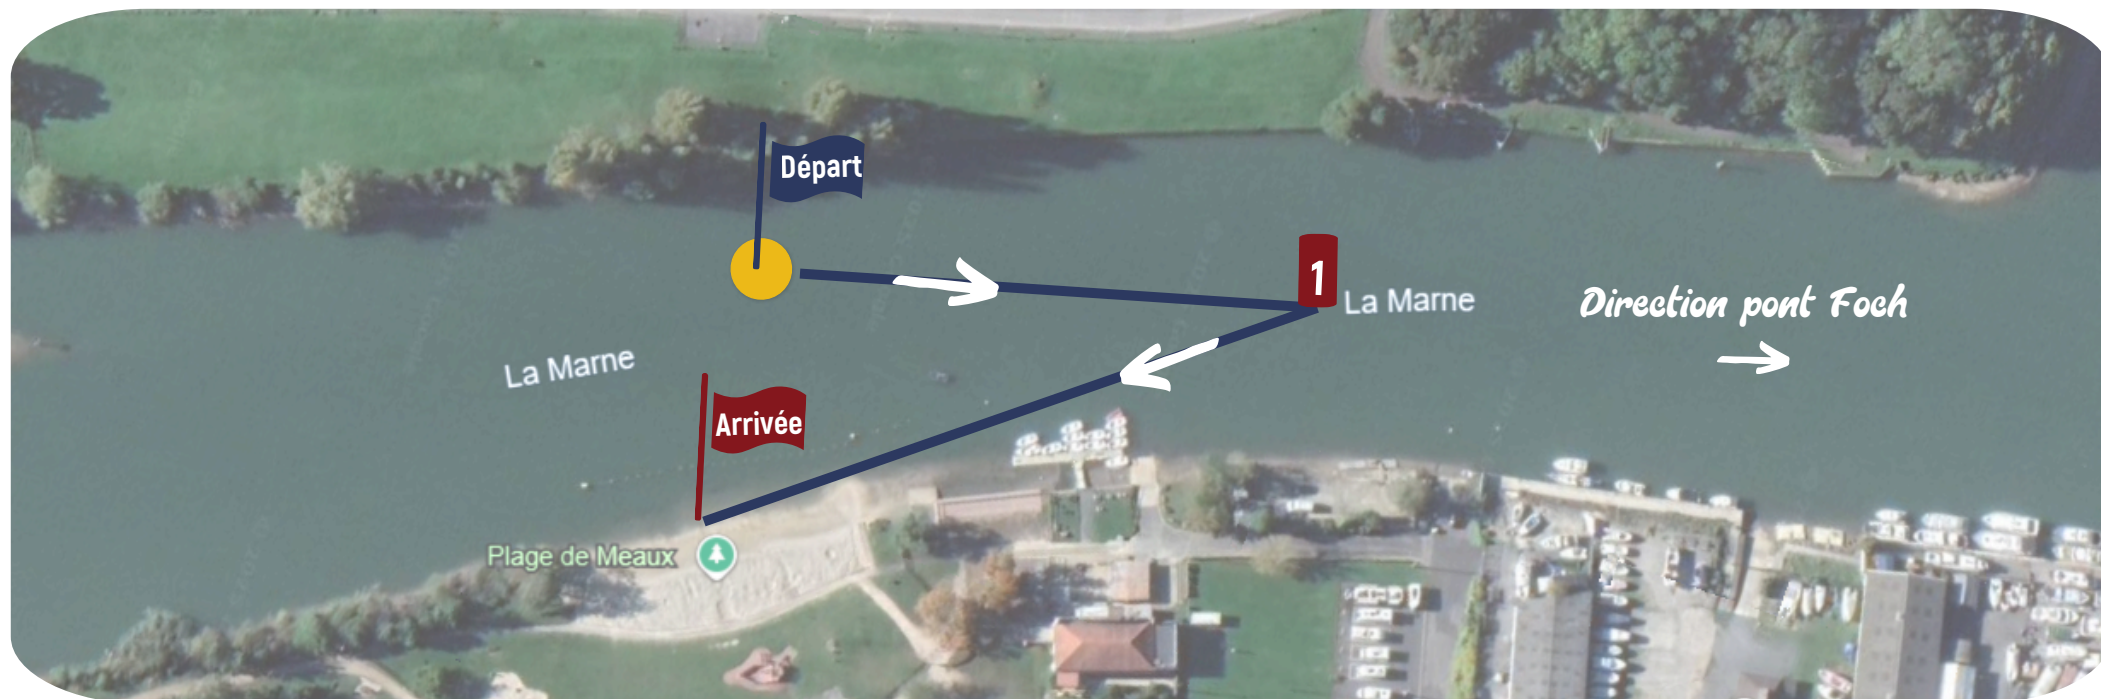 Départ
1
La Marne
Direction pont Foch
La Marne
Arrivée
Plage de Meaux